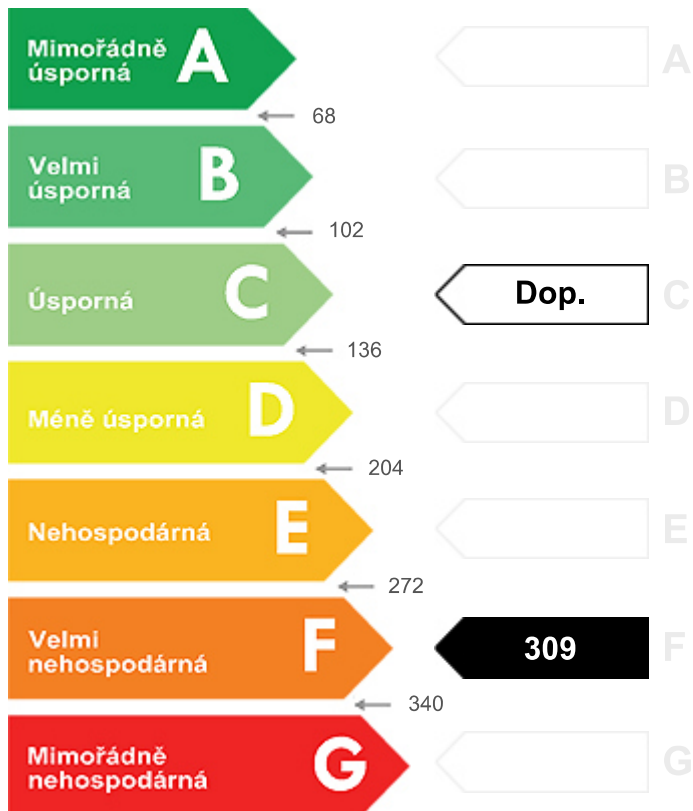 Mimořádně
úsporná
A
A
68
Velmi
úsporná
B
B
102
Úsporná
C
Dop.
C
136
Méně úsporná
D
D
204
Nehospodárná
E
E
272
Velmi
nehospodárná
F
309
F
340
Mimořádně
nehospodárná
G
G